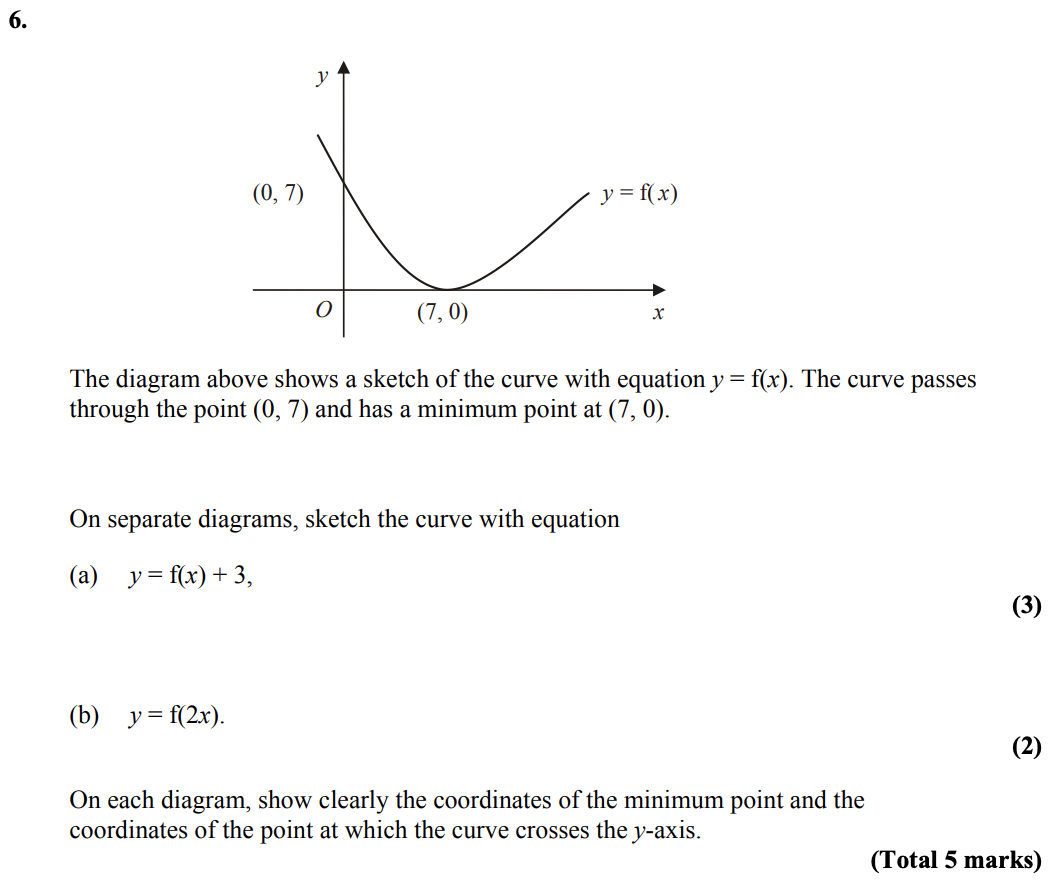 6.
y
(0, 7)
y = f(x)
O
(7, 0)
x
The diagram above shows a sketch of the curve with equation y = f(x). The curve passes
through the point (0, 7) and has a minimum point at (7, 0).
On separate diagrams, sketch the curve with equation
(a) y = f(x) + 3,
(3)
(b) y = f(2x).
(2)
On each diagram, show clearly the coordinates of the minimum point and the
coordinates of the point at which the curve crosses the y-axis.
(Total 5 marks)